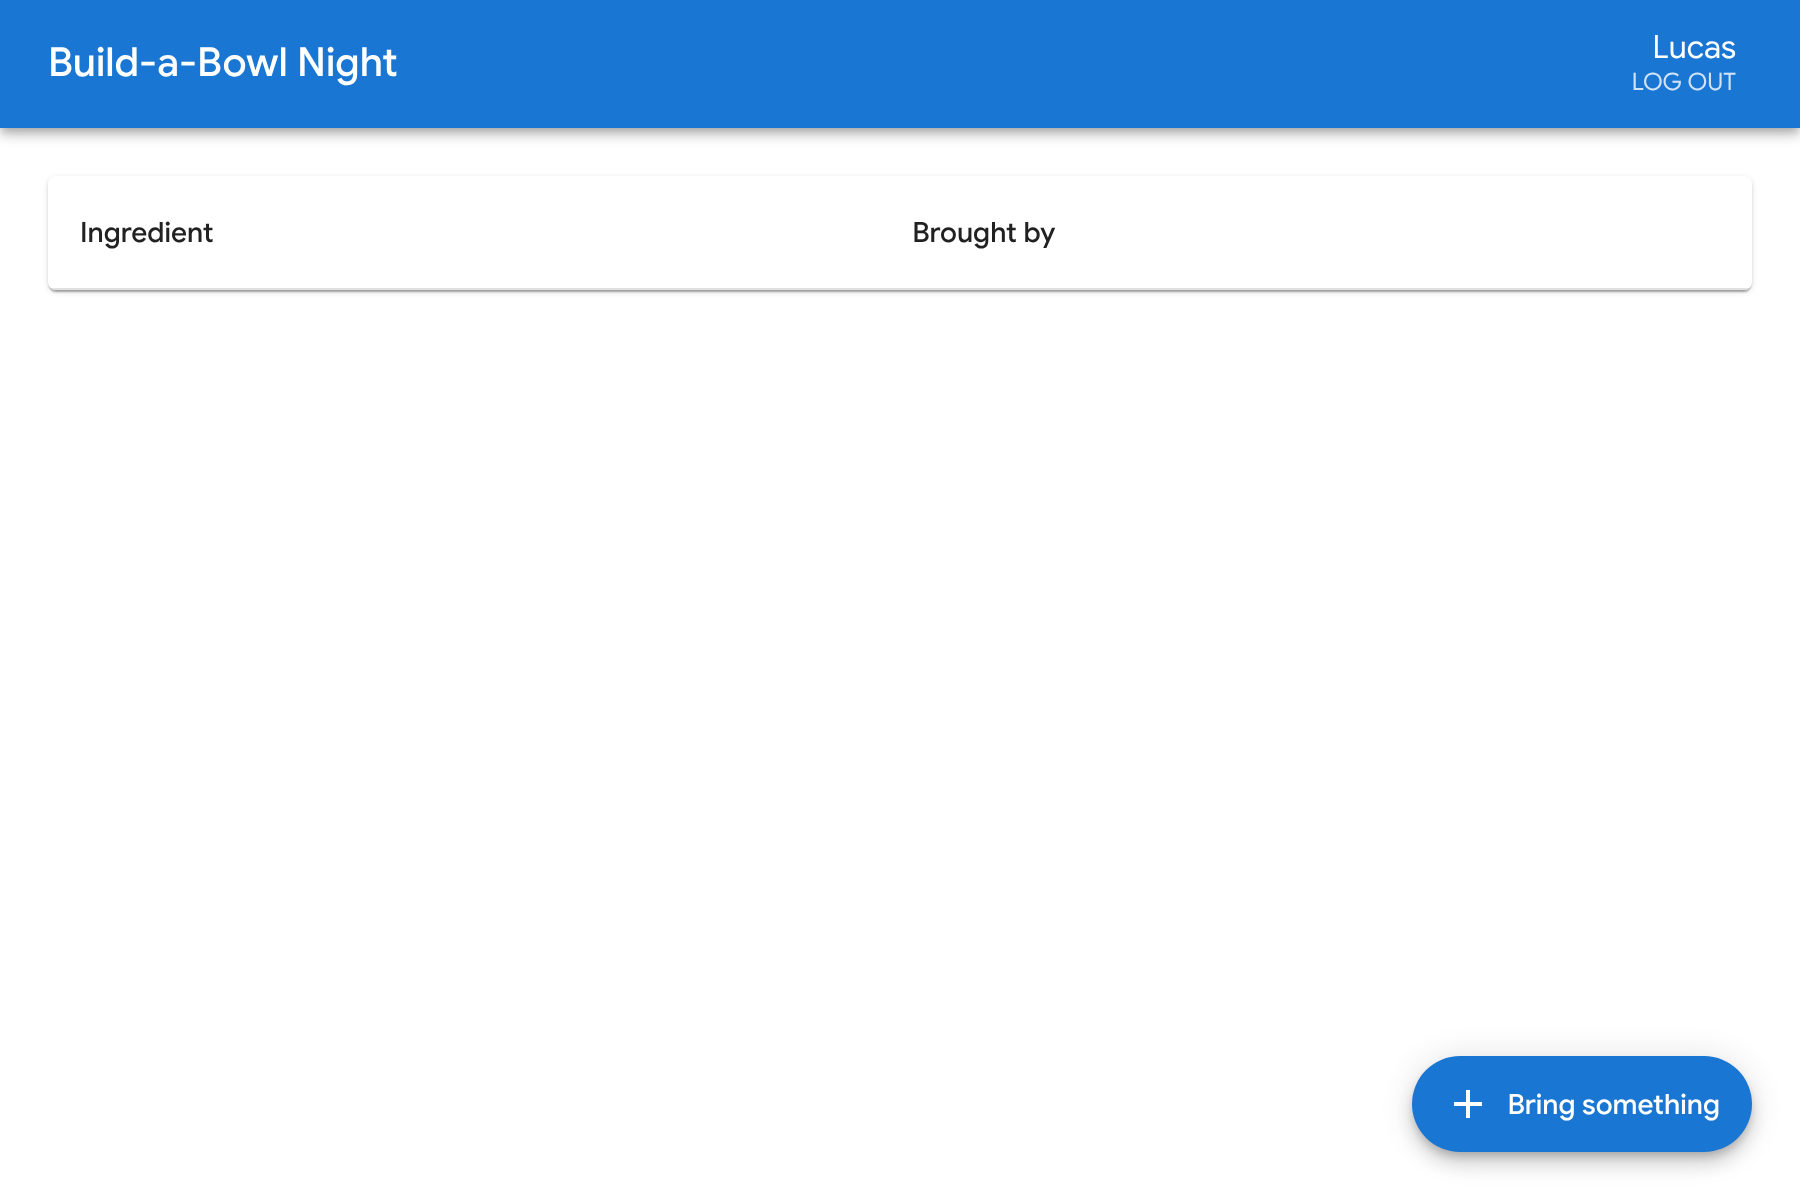 Build-a-Bowl Night
Lucas
LOG OUT
Ingredient
Brought by
Bring something